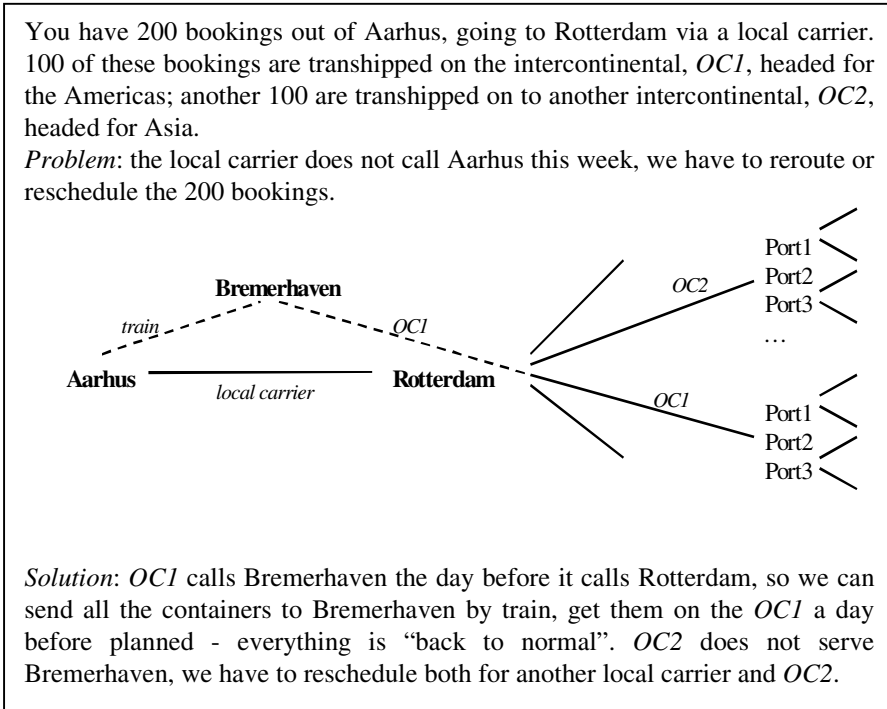 You have 200 bookings out of Aarhus, going to Rotterdam via a local carrier.
100 of these bookings are transhipped on the intercontinental, OC1, headed for
the Americas; another 100 are transhipped on to another intercontinental, OC2,
headed for Asia.
Problem: the local carrier does not call Aarhus this week, we have to reroute or
reschedule the 200 bookings.
Port1
OC2
Port2
Bremerhaven
Port3
train
OC1
…
Aarhus
Rotterdam
local carrier
OC1
Port1
Port2
Port3
Solution: OC1 calls Bremerhaven the day before it calls Rotterdam, so we can
send all the containers to Bremerhaven by train, get them on the OC1 a day
before planned - everything is “back to normal”. OC2 does not serve
Bremerhaven, we have to reschedule both for another local carrier and OC2.